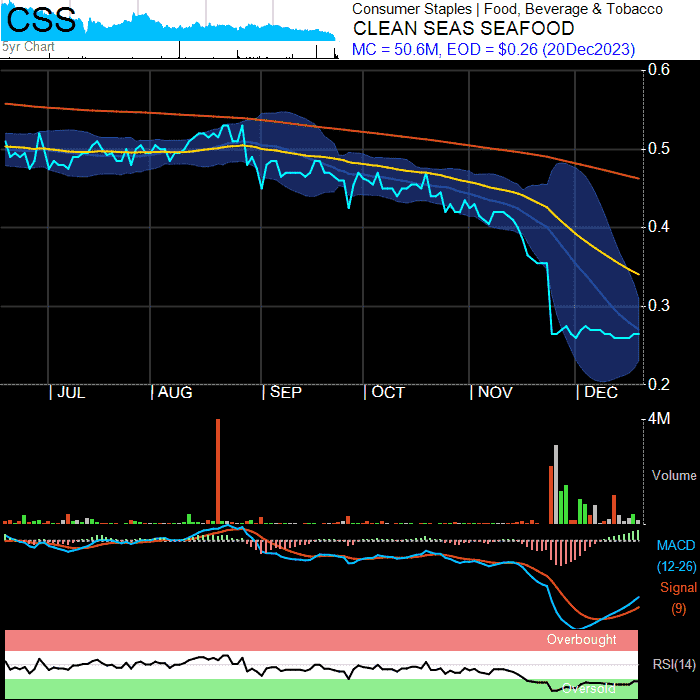 CSS
Consumer Staples | Food, Beverage & Tobacco
CLEAN SEAS SEAFOOD
5yr Chart
MC = 50.6M, EOD = $0.26 (20Dec2023)
0.6
0.5
0.4
0.3
0.2
| JUL | AUG | SEP | OCT | NOV | DEC
4M
Volume
MACD
(12-26)
Signal
(9)
Overbought
RSI(14)
Oversold